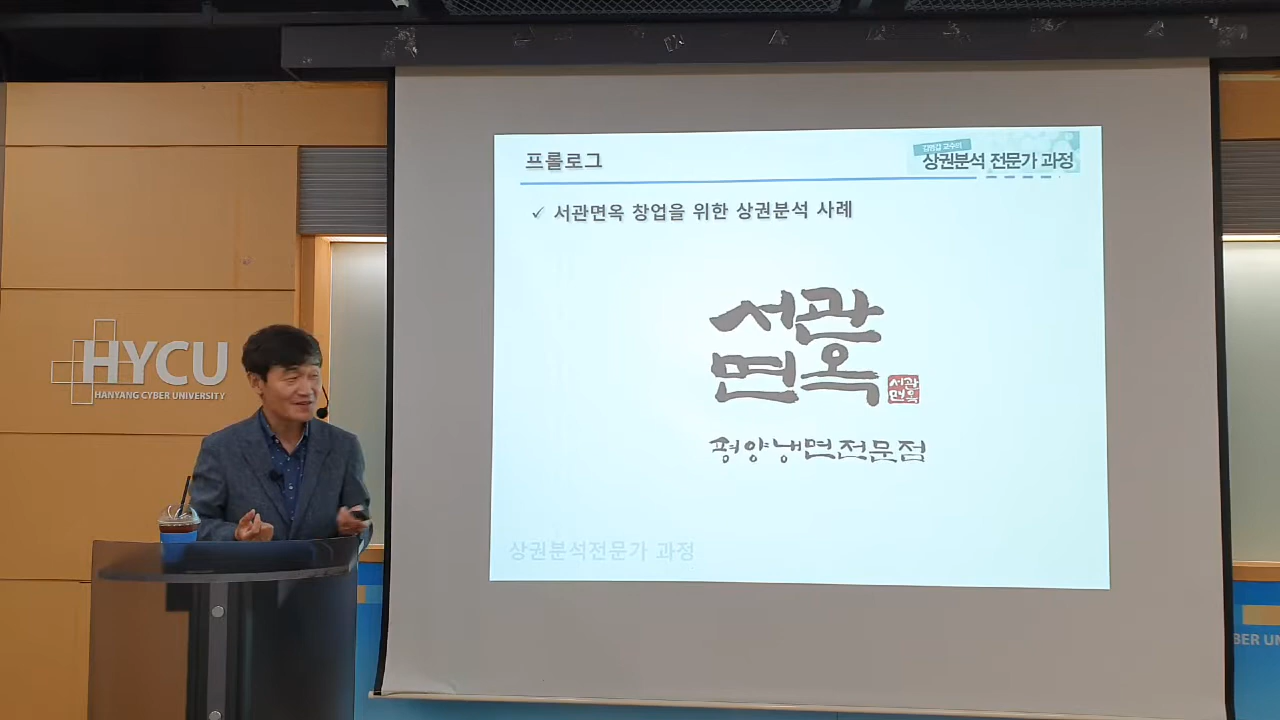 프롤로그
김영갑 교수의
상권분석 전문가 과정
✓ 서관면옥 창업을 위한 상권분석 사례
서관
면옥
서관
면옥
평양냉면전문점
상권분석전문가 과정
HYCU
HANYANG CYBER UNIVERSITY
BER UN